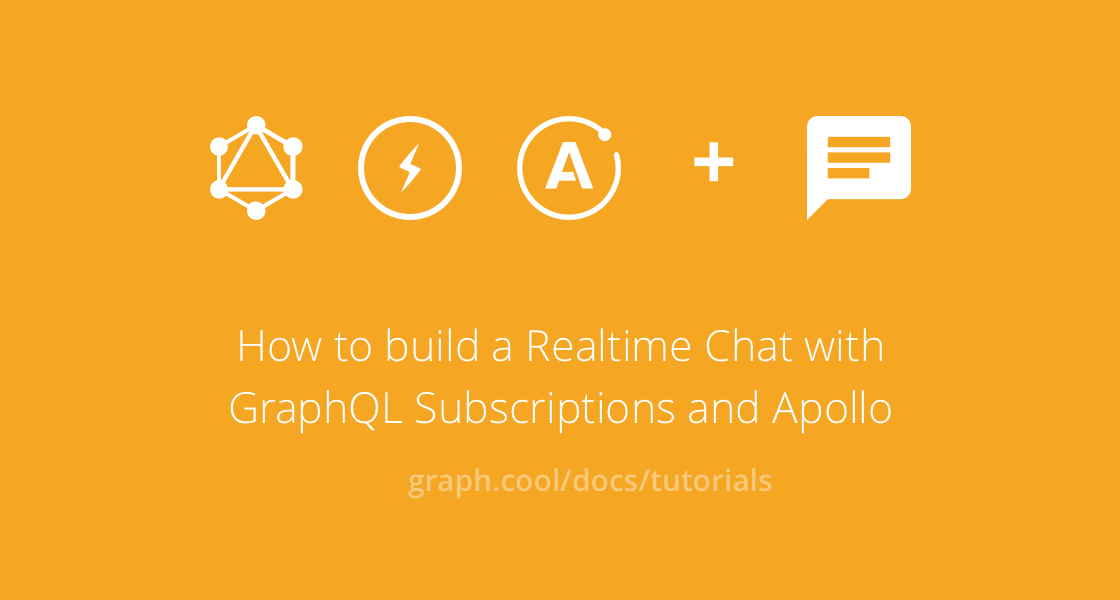 A
How to build a Realtime Chat with
GraphQL Subscriptions and Apollo
graph.cool/docs/tutorials